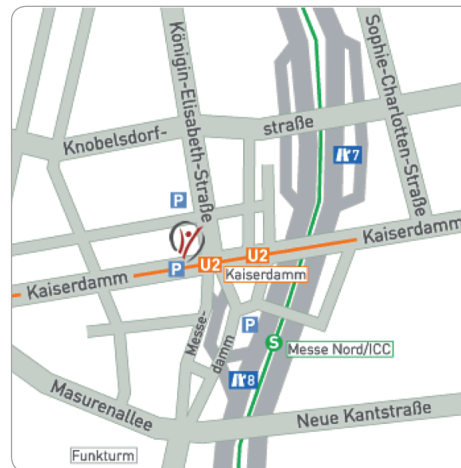 Königin-Elisabeth-Straße
Sophie-Charlotten-Straße
Knobelsdorf-
straße
7
P
Kaiserdamm
U2
U2
P
Kaiserdamm
Kaiserdamm
Messe-
damm
P
S
Messe Nord/ICC
8
Masurenallee
Neue Kantstraße
Funkturm